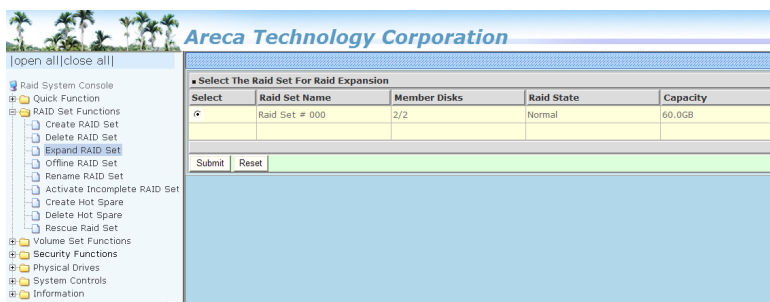 Areca Technology Corporation
|open all|close all|
Raid System Console
Quick Function
RAID Set Functions
Create RAID Set
Delete RAID Set
Expand RAID Set
Offline RAID Set
Rename RAID Set
Activate Incomplete RAID Set
Create Hot Spare
Delete Hot Spare
Rescue Raid Set
Volume Set Functions
Security Functions
Physical Drives
System Controls
Information
Select The Raid Set For Raid Expansion
Select Raid Set Name Member Disks Raid State Capacity
Raid Set # 000 2/2 Normal 60.0GB
Submit Reset